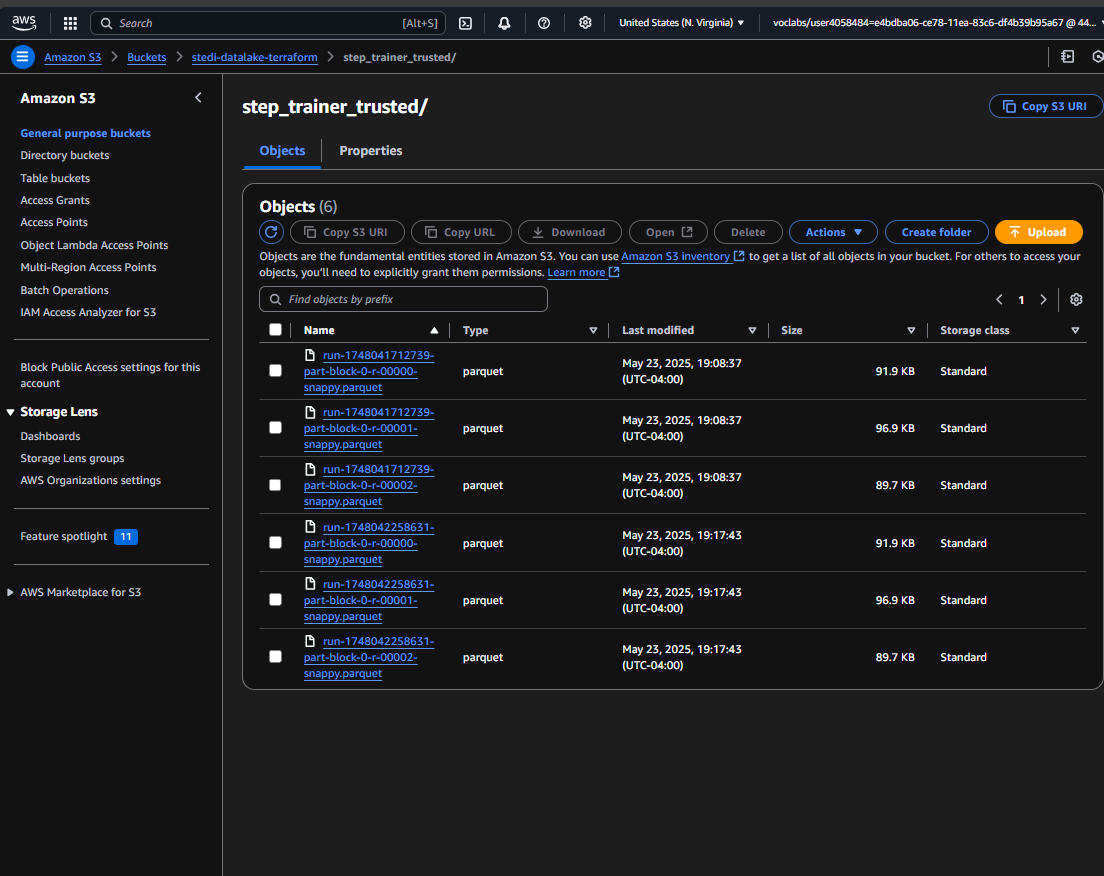 aws
Search
[Alt+S]
United States (N. Virginia)
voclabs/user4058484=e4bdba06-ce78-11ea-83c6-df4b39b95a67 @ 44...
Amazon S3
Buckets
stedi-datalake-terraform
step_trainer_trusted/
Amazon S3
General purpose buckets
Directory buckets
Table buckets
Access Grants
Access Points
Object Lambda Access Points
Multi-Region Access Points
Batch Operations
IAM Access Analyzer for S3
Block Public Access settings for this
account
Storage Lens
Dashboards
Storage Lens groups
AWS Organizations settings
Feature spotlight
11
AWS Marketplace for S3
step_trainer_trusted/
Copy S3 URI
Objects
Properties
Objects (6)
Copy S3 URI
Copy URL
Download
Open
Delete
Actions
Create folder
Upload
Objects are the fundamental entities stored in Amazon S3. You can use Amazon S3 inventory to get a list of all objects in your bucket. For others to access your
objects, you'll need to explicitly grant them permissions. Learn more
Find objects by prefix
1
Name
Type
Last modified
Size
Storage class
run-1748041712739-
part-block-0-r-00000-
snappy.parquet
parquet
May 23, 2025, 19:08:37
(UTC-04:00)
91.9 KB
Standard
run-1748041712739-
part-block-0-r-00001-
snappy.parquet
parquet
May 23, 2025, 19:08:37
(UTC-04:00)
96.9 KB
Standard
run-1748041712739-
part-block-0-r-00002-
snappy.parquet
parquet
May 23, 2025, 19:08:37
(UTC-04:00)
89.7 KB
Standard
run-1748042258631-
part-block-0-r-00000-
snappy.parquet
parquet
May 23, 2025, 19:17:43
(UTC-04:00)
91.9 KB
Standard
run-1748042258631-
part-block-0-r-00001-
snappy.parquet
parquet
May 23, 2025, 19:17:43
(UTC-04:00)
96.9 KB
Standard
run-1748042258631-
part-block-0-r-00002-
snappy.parquet
parquet
May 23, 2025, 19:17:43
(UTC-04:00)
89.7 KB
Standard